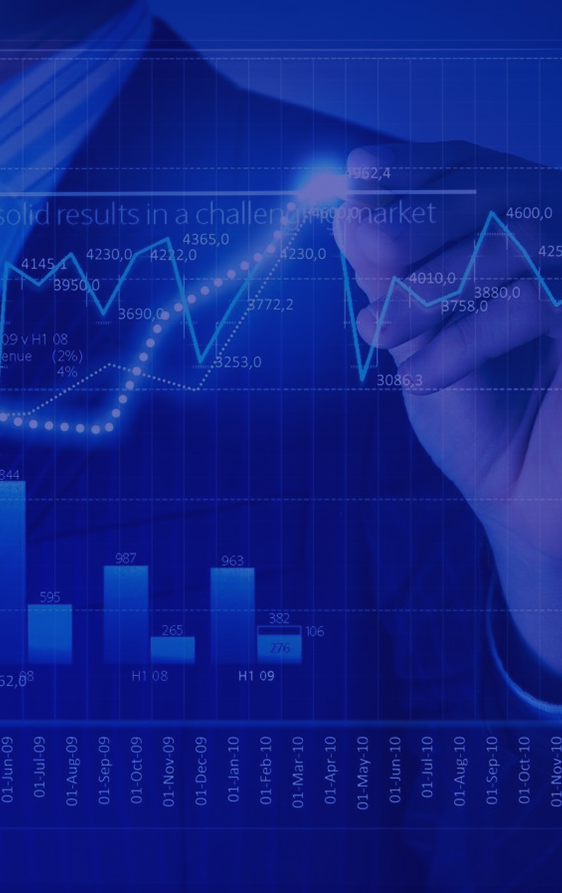 4962,4
solid results in a challenging market
4600,0
4600,0
4145,1
3950,0
4230,0
4222,0
4365,0
4230,0
4010,0
3690,0
3772,2
3880,0
3758,0
3253,0
3086,3
09 v H1 08
(2%)
4%
844
595
987
265
963
382
106
276
H1 08
H1 09
01-Jun-09
01-Jul-09
01-Aug-09
01-Sep-09
01-Oct-09
01-Nov-09
01-Dec-09
01-Jan-10
01-Feb-10
01-Mar-10
01-Apr-10
01-May-10
01-Jun-10
01-Jul-10
01-Aug-10
01-Sep-10
01-Oct-10
01-Nov-10